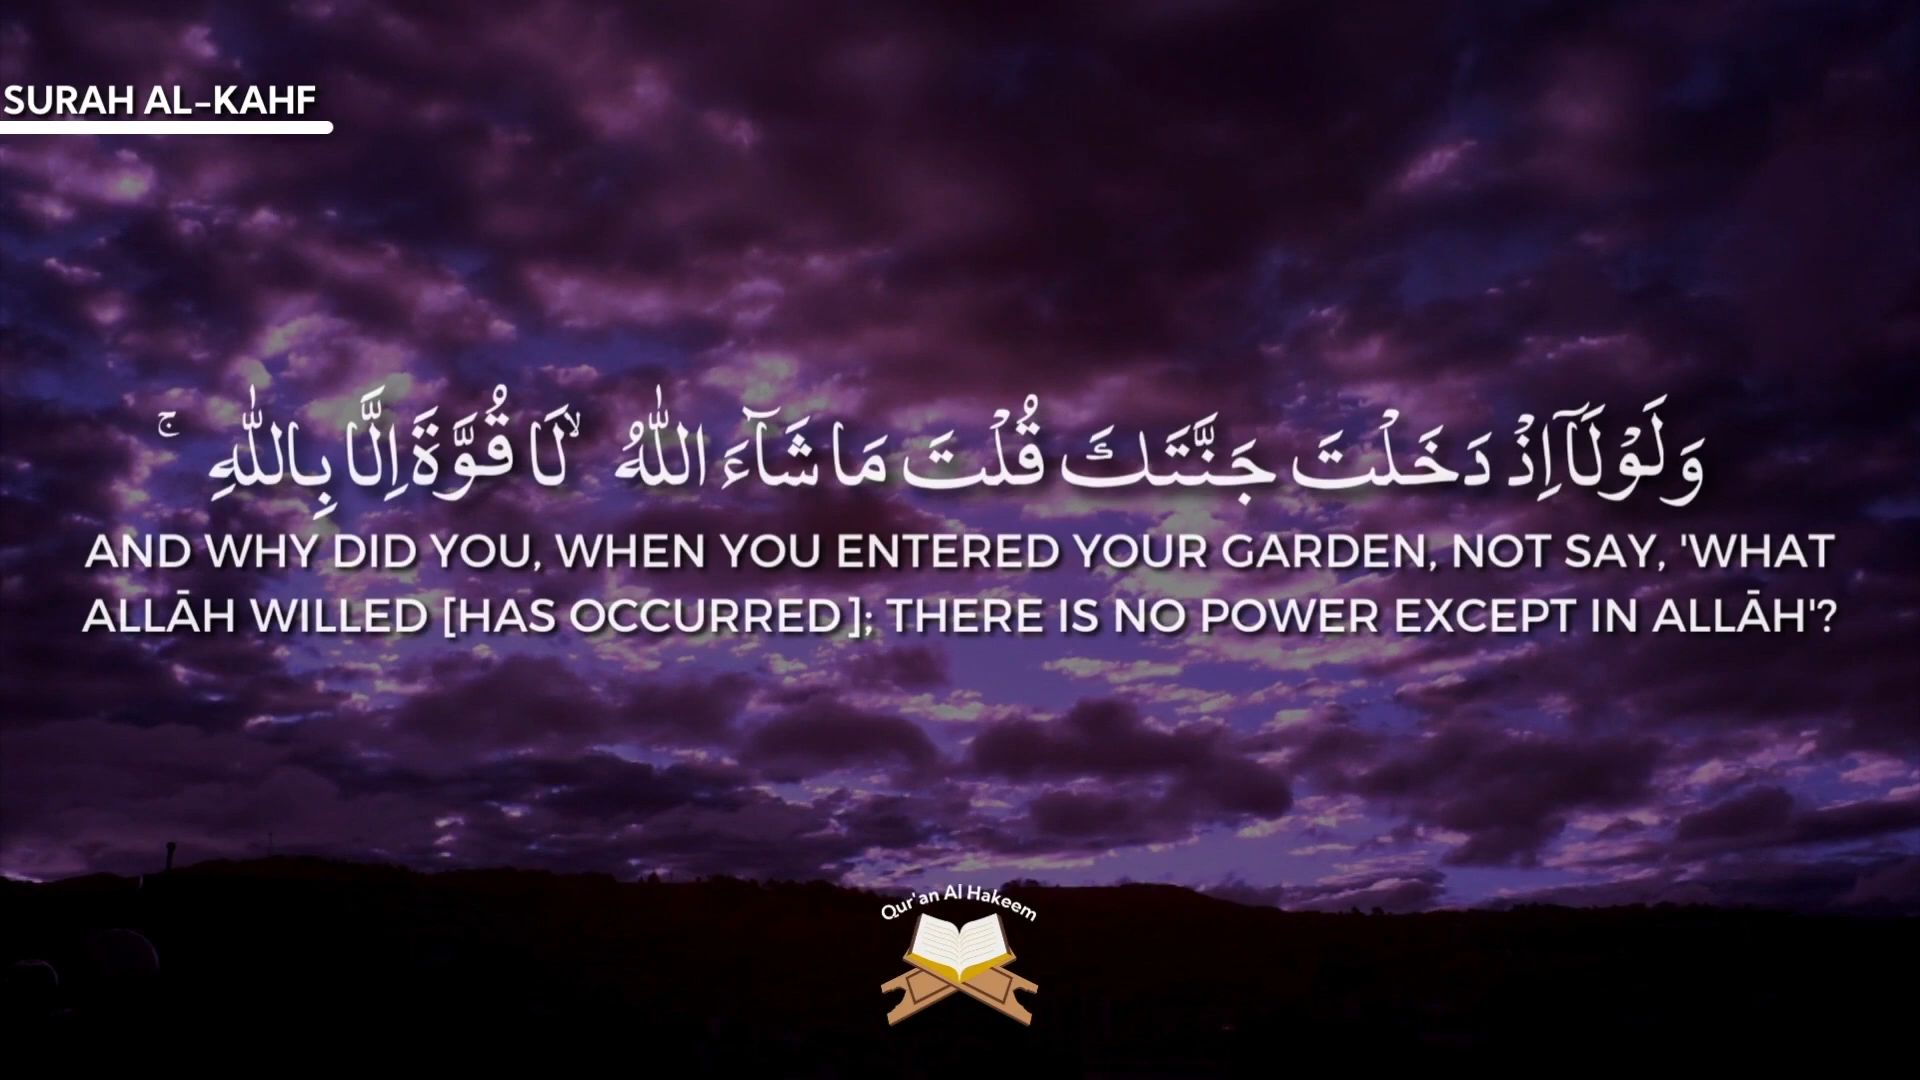 SURAH AL-KAHF
وَلَوْلَآ اِذْ دَخَلْتَ جَنَّتَكَ قُلْتَ مَا شَآءَ اللّٰهُ ۙ لَا قُوَّةَ اِلَّا بِاللّٰهِ ۚ
AND WHY DID YOU, WHEN YOU ENTERED YOUR GARDEN, NOT SAY, 'WHAT
ALLĀH WILLED [HAS OCCURRED]; THERE IS NO POWER EXCEPT IN ALLĀH'?
Qur'an Al Hakeem